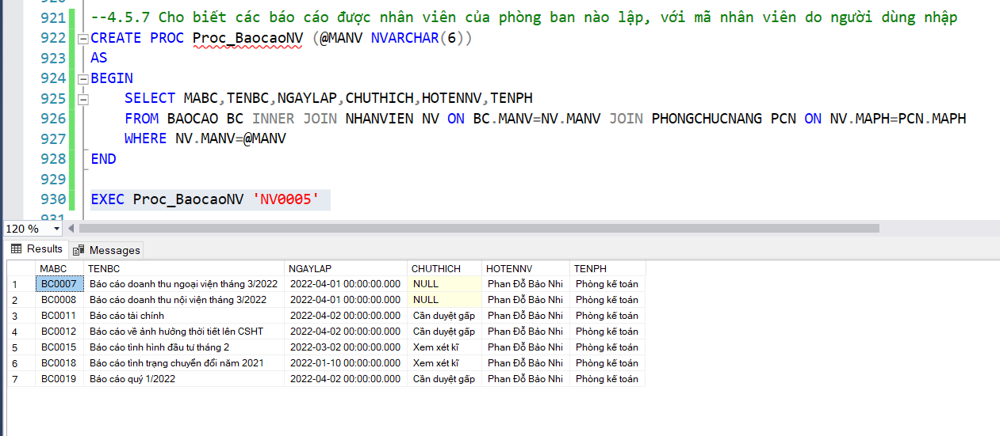 921 --4.5.7 Cho biết các báo cáo được nhân viên của phòng ban nào lập, với mã nhân viên do người dùng nhập
922 CREATE PROC Proc_BaocaoNV (@MANV NVARCHAR(6))
923 AS
924 BEGIN
925 SELECT MABC,TENBC,NGAYLAP,CHUTHICH,HOTENNV,TENPH
926 FROM BAOCAO BC INNER JOIN NHANVIEN NV ON BC.MANV=NV.MANV JOIN PHONGCHUCNANG PCN ON NV.MAPH=PCN.MAPH
927 WHERE NV.MANV=@MANV
928 END
929
930 EXEC Proc_BaocaoNV 'NV0005'
931
120 %
Results Messages
MABC TENBC NGAYLAP CHUTHICH HOTENNV TENPH
1 BC0007 Báo cáo doanh thu ngoại viện tháng 3/2022 2022-04-01 00:00:00.000 NULL Phan Đỗ Bảo Nhi Phòng kế toán
2 BC0008 Báo cáo doanh thu nội viện tháng 3/2022 2022-04-01 00:00:00.000 NULL Phan Đỗ Bảo Nhi Phòng kế toán
3 BC0011 Báo cáo tài chính 2022-04-02 00:00:00.000 Cần duyệt gấp Phan Đỗ Bảo Nhi Phòng kế toán
4 BC0012 Báo cáo về ảnh hưởng thời tiết lên CSHT 2022-04-02 00:00:00.000 Cần duyệt gấp Phan Đỗ Bảo Nhi Phòng kế toán
5 BC0015 Báo cáo tình hình đầu tư tháng 2 2022-03-02 00:00:00.000 Xem xét kĩ Phan Đỗ Bảo Nhi Phòng kế toán
6 BC0018 Báo cáo tình trạng chuyển đổi năm 2021 2022-01-10 00:00:00.000 Xem xét kĩ Phan Đỗ Bảo Nhi Phòng kế toán
7 BC0019 Báo cáo quý 1/2022 2022-04-02 00:00:00.000 Cần duyệt gấp Phan Đỗ Bảo Nhi Phòng kế toán